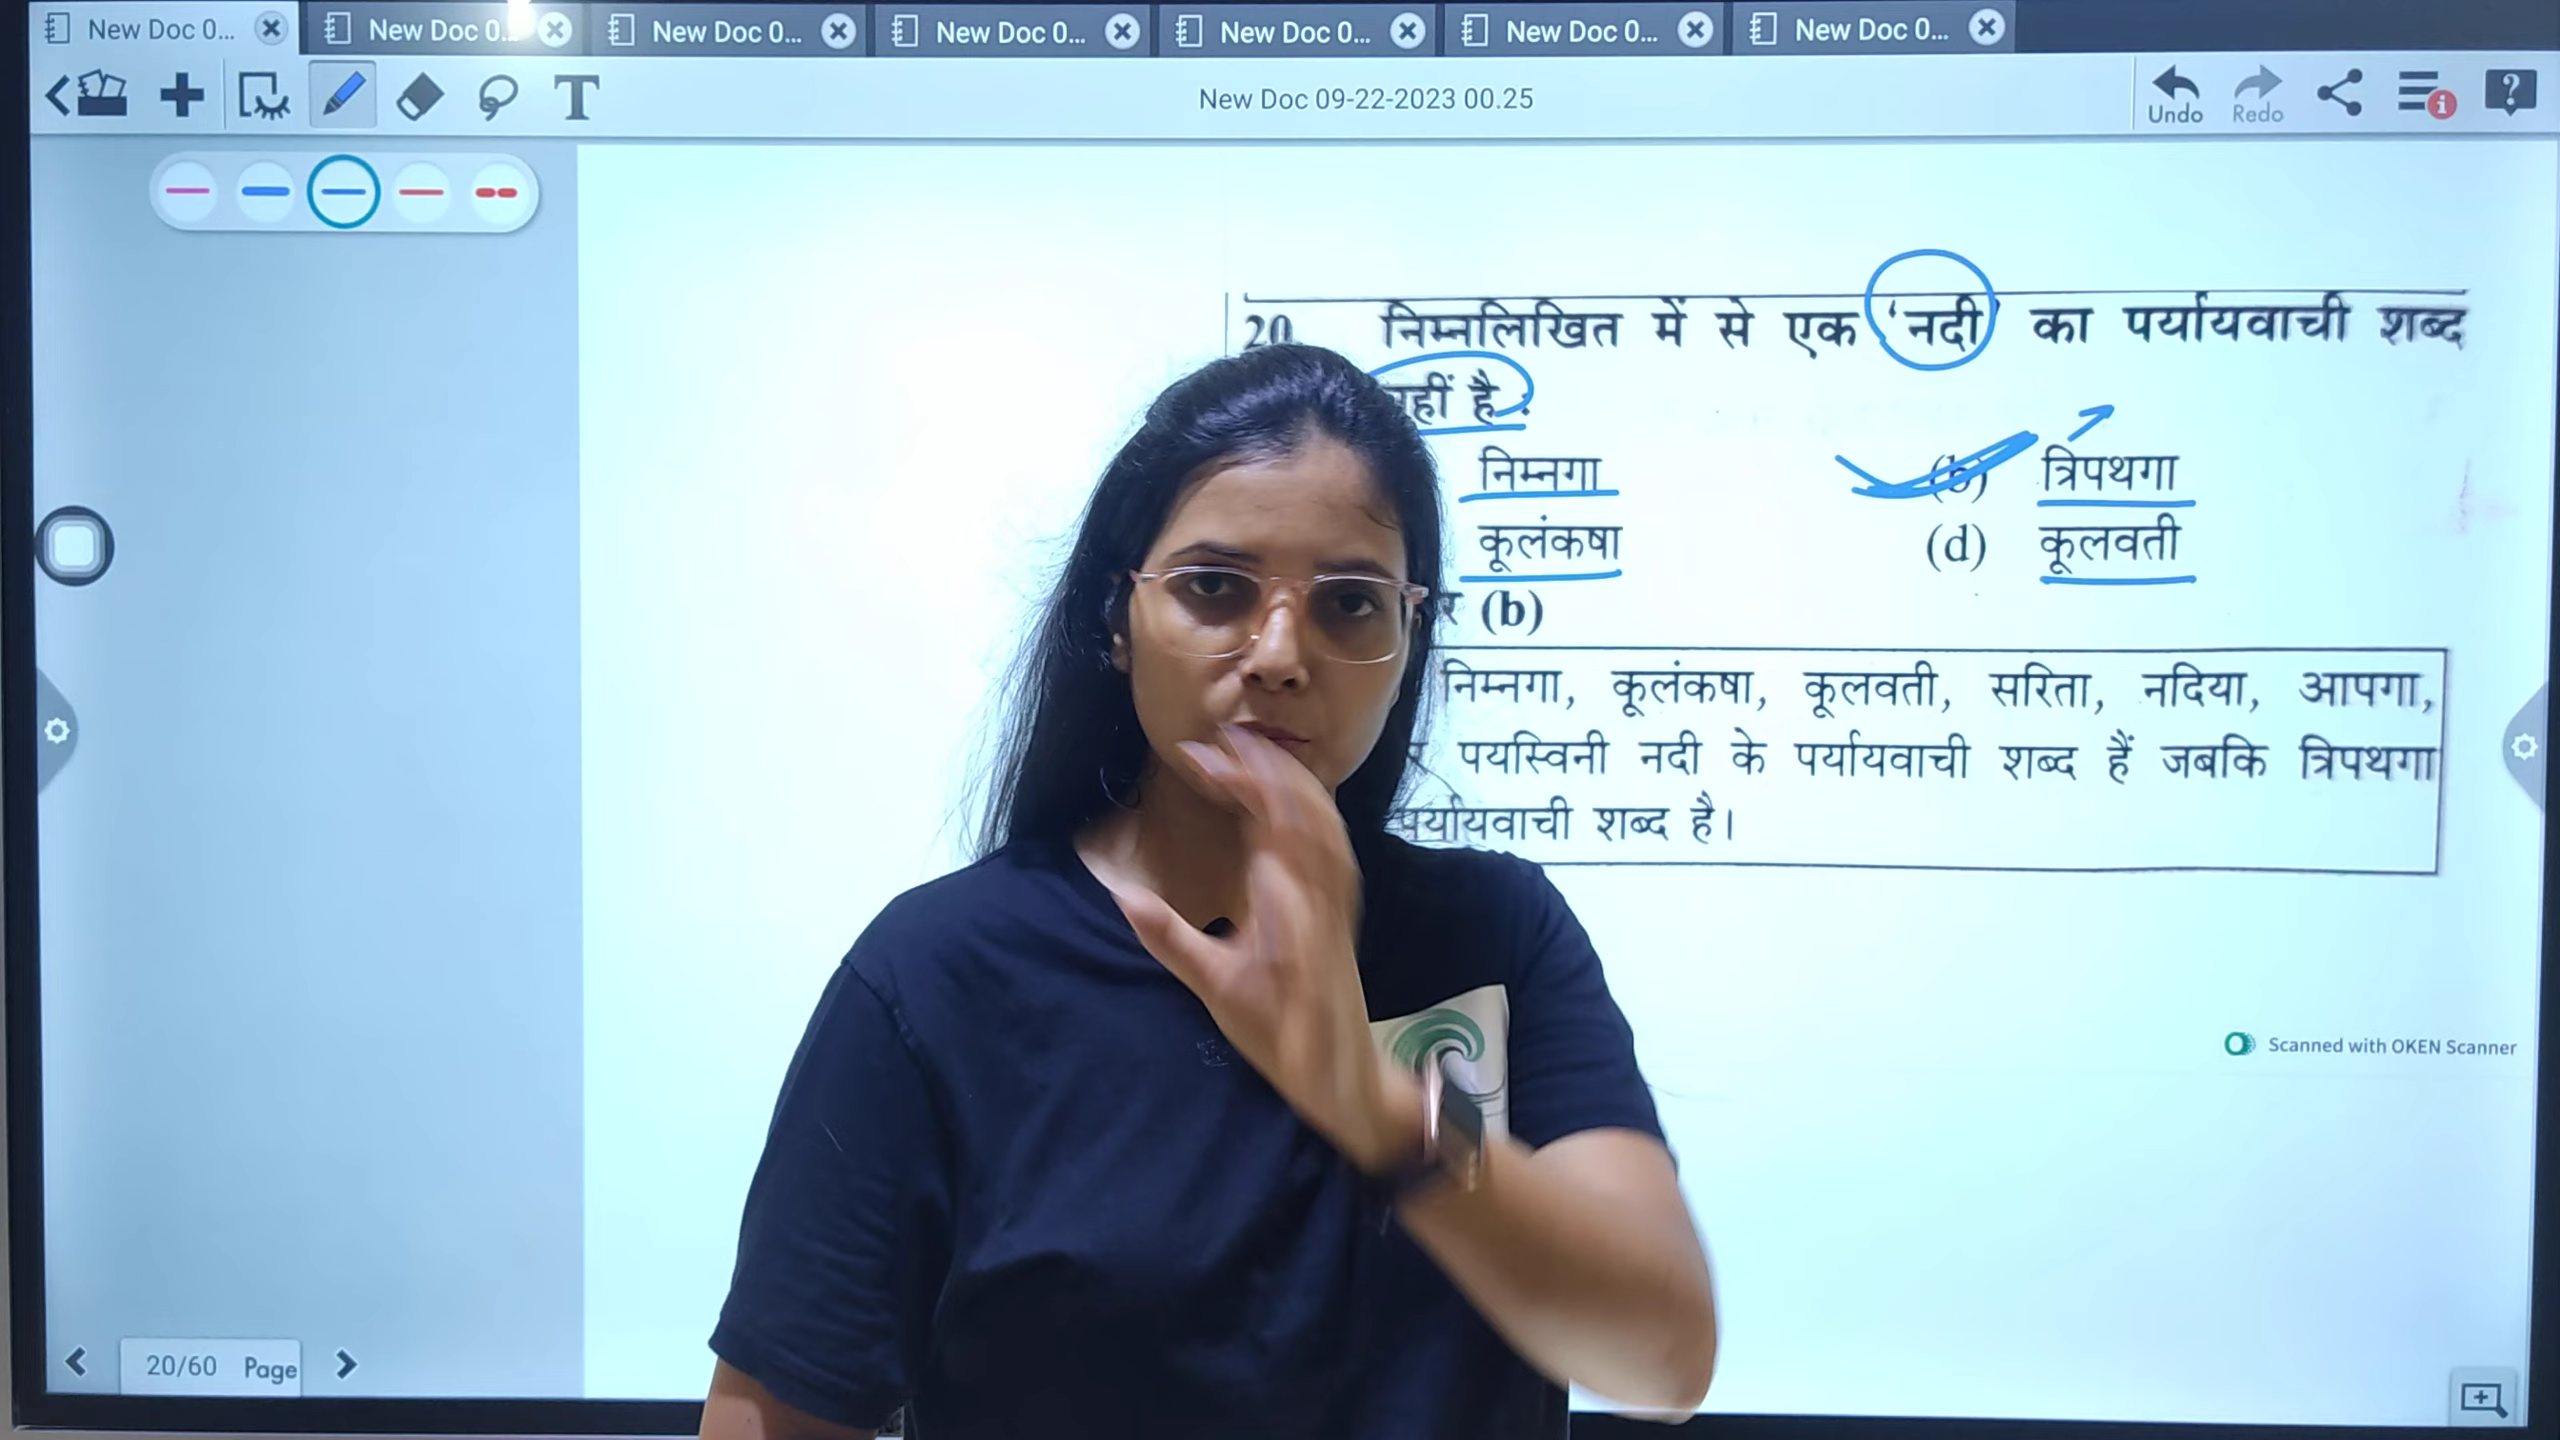 New Doc 0... New Doc 0... New Doc 0... New Doc 0... New Doc 0... New Doc 0... New Doc 0...
T New Doc 09-22-2023 00.25 Undo Redo
20. निम्नलिखित में से एक 'नदी' का पर्यायवाची शब्द
है :
निम्नगा (b) त्रिपथगा
कूलंकषा (d) कूलवती
(b)
निम्नगा, कूलंकषा, कूलवती, सरिता, नदिया, आपगा,
पयस्विनी नदी के पर्यायवाची शब्द हैं जबकि त्रिपथगा
पर्यायवाची शब्द है।
Scanned with OKEN Scanner
20/60 Page